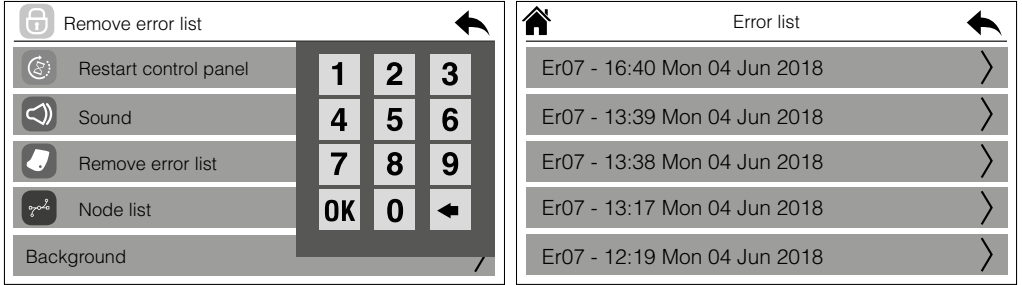 Remove error list
Restart control panel
Sound
Remove error list
Node list
Background
1 2 3
4 5 6
7 8 9
OK 0
Error list
Er07 - 16:40 Mon 04 Jun 2018
Er07 - 13:39 Mon 04 Jun 2018
Er07 - 13:38 Mon 04 Jun 2018
Er07 - 13:17 Mon 04 Jun 2018
Er07 - 12:19 Mon 04 Jun 2018